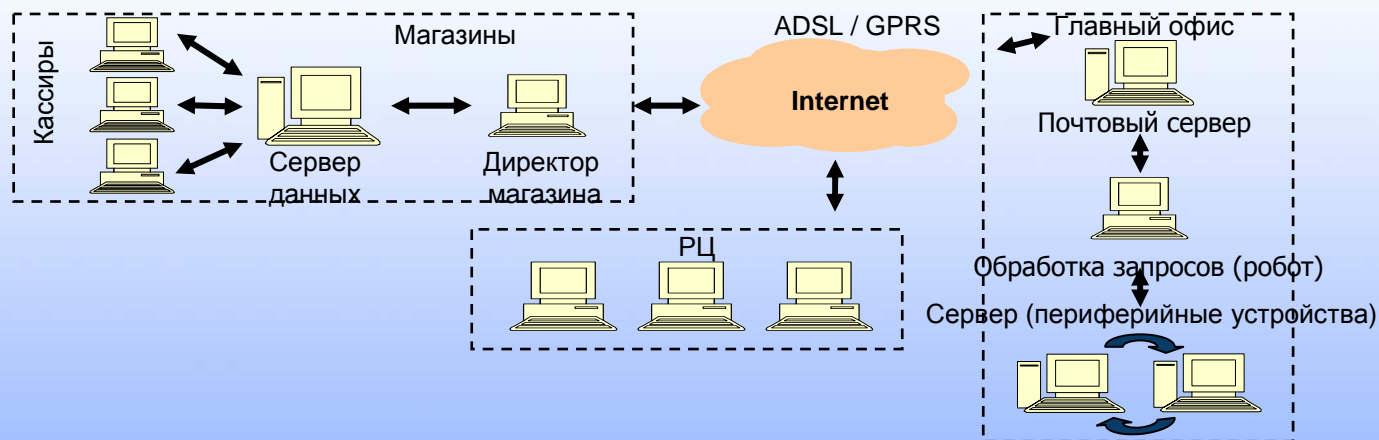 Магазины
Кассиры
Сервер
данных
Директор
магазина
ADSL / GPRS
Internet
РЦ
Главный офис
Почтовый сервер
Обработка запросов (робот)
Сервер (периферийные устройства)